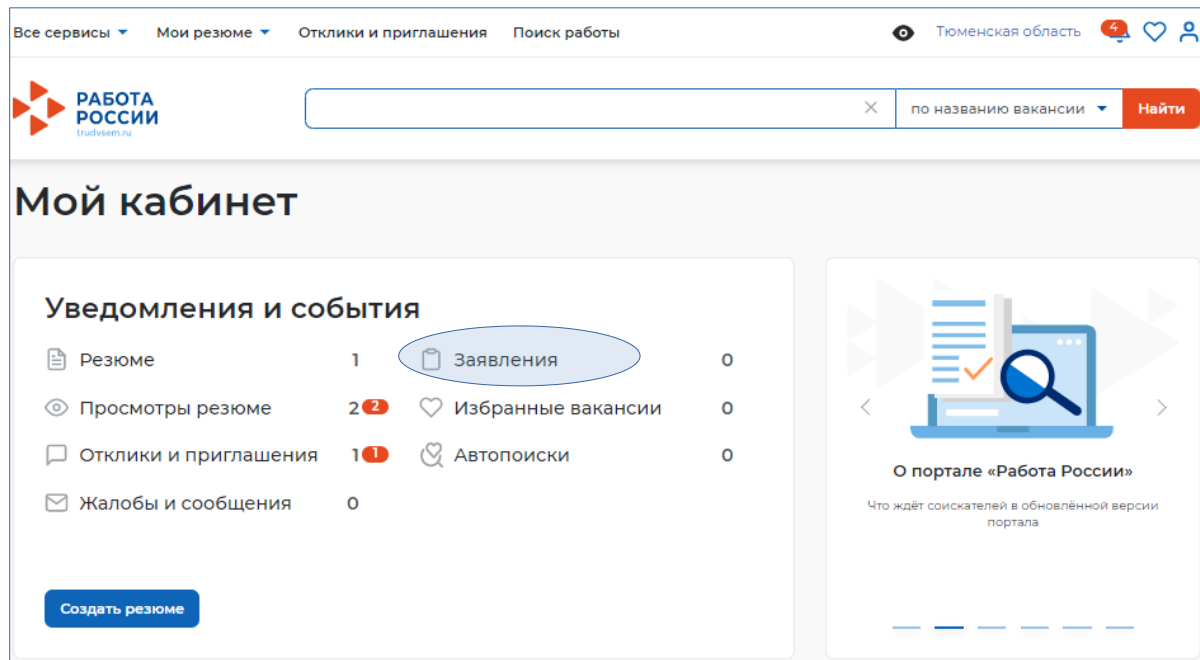 Все сервисы Мои резюме Отклики и приглашения Поиск работы Тюменская область 4
РАБОТА
РОССИИ
trudvsem.ru
по названию вакансии Найти
Мой кабинет
Уведомления и события
Резюме 1 Заявления 0
Просмотры резюме 2 2 Избранные вакансии 0
Отклики и приглашения 1 1 Автопоиски 0
Жалобы и сообщения 0
Создать резюме
О портале «Работа России»
Что ждёт соискателей в обновлённой версии
портала